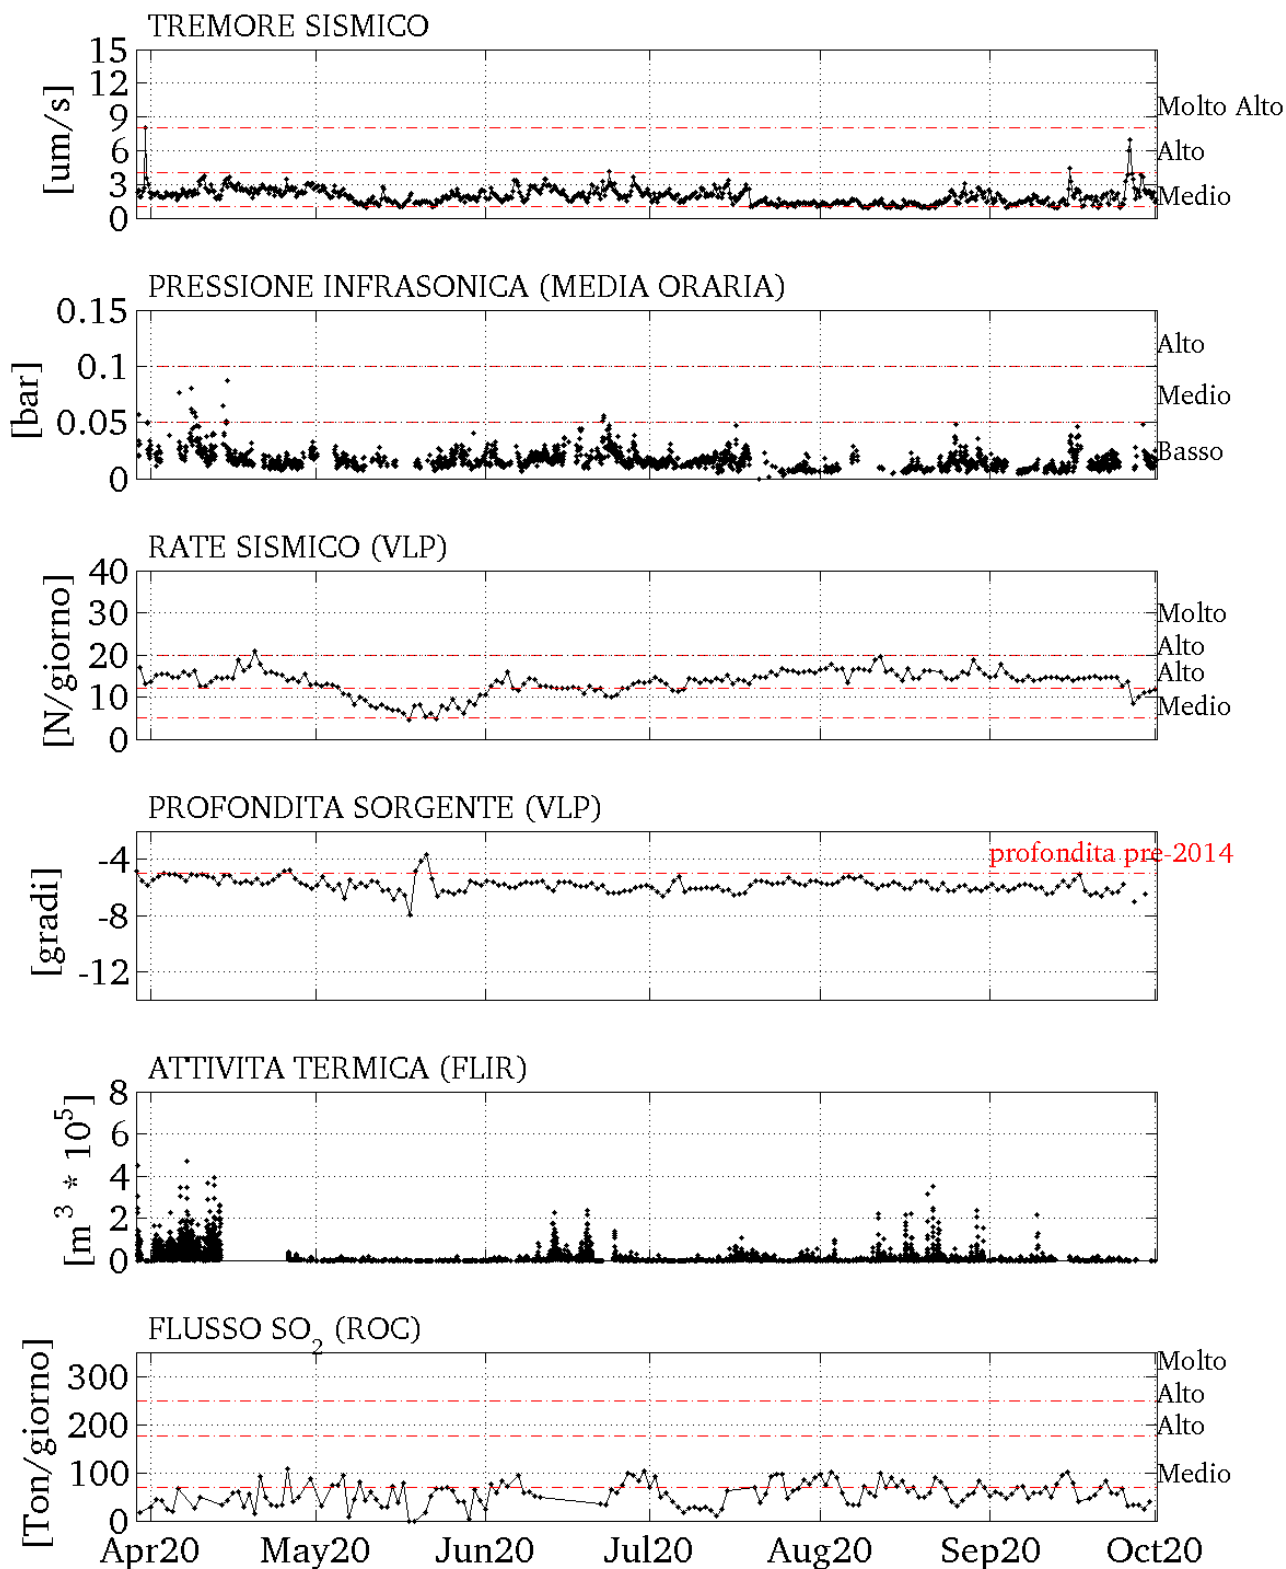 TREMORE SISMICO
15
12
9
6
3
0
[um/s]
Molto Alto
Alto
Medio
PRESSIONE INFRASONICA (MEDIA ORARIA)
0.15
0.1
0.05
0
[bar]
Alto
Medio
Basso
RATE SISMICO (VLP)
40
30
20
10
0
[N/giorno]
Molto
Alto
Alto
Medio
PROFONDITA SORGENTE (VLP)
-4
-8
-12
[gradi]
profondita pre-2014
ATTIVITA TERMICA (FLIR)
8
6
4
2
0
[m³ * 10⁵]
FLUSSO SO₂ (ROC)
300
200
100
0
[Ton/giorno]
Molto
Alto
Alto
Medio
Apr20 May20 Jun20 Jul20 Aug20 Sep20 Oct20